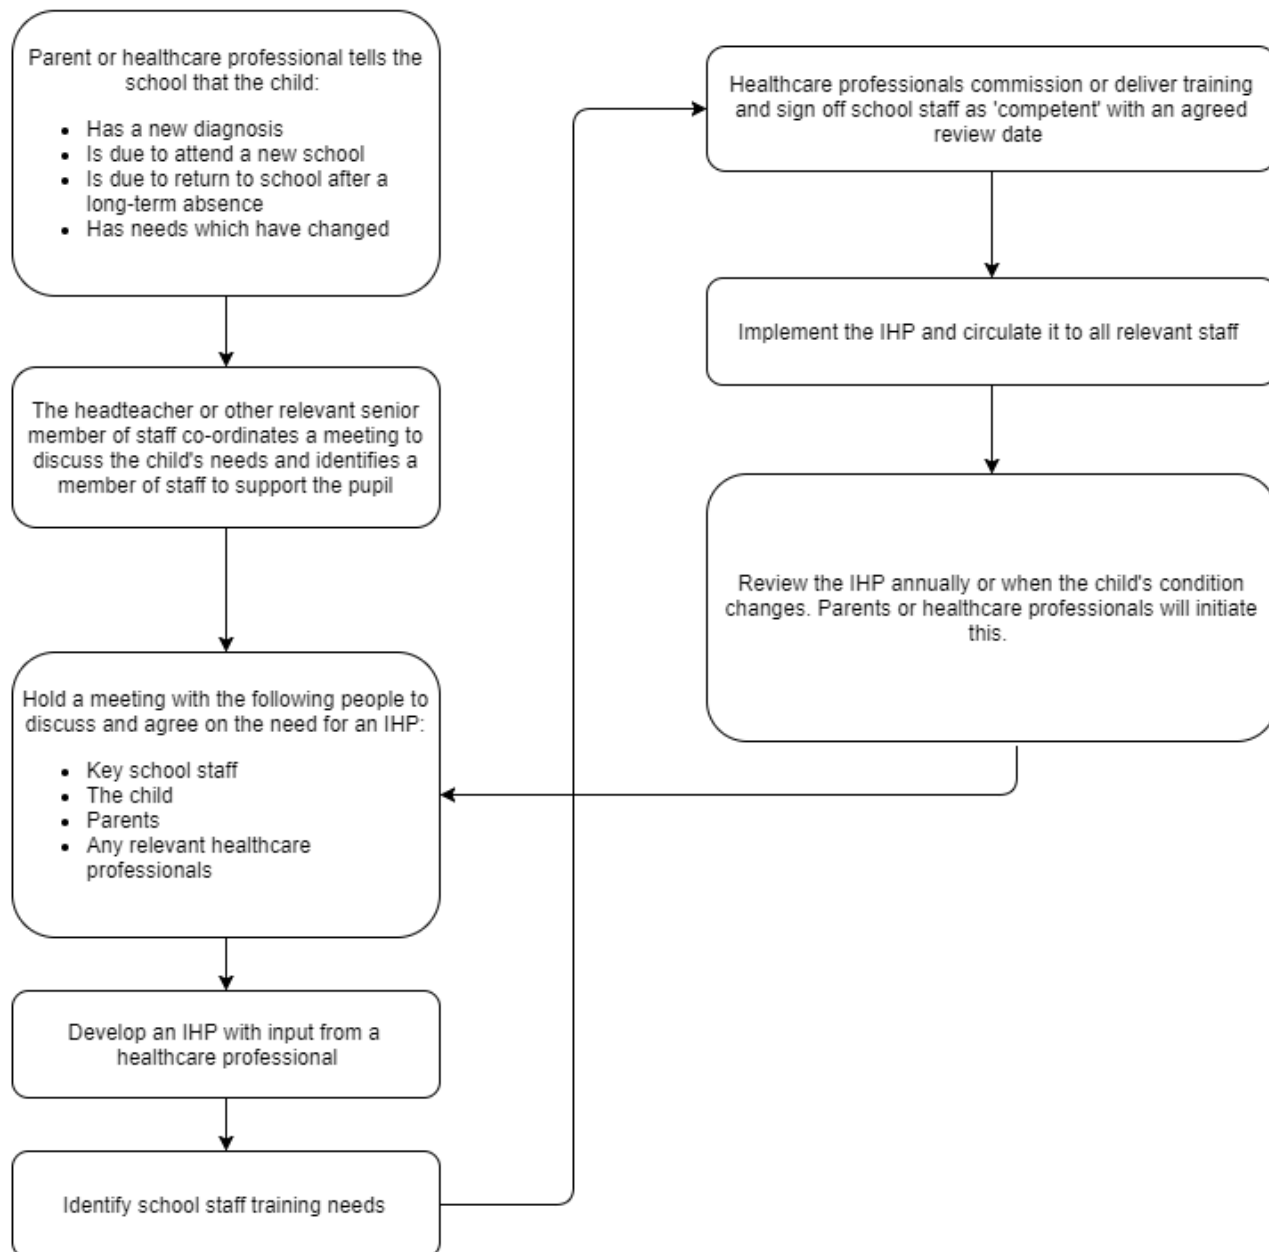 Parent or healthcare professional tells the
school that the child:
• Has a new diagnosis
• Is due to attend a new school
• Is due to return to school after a
long-term absence
• Has needs which have changed
The headteacher or other relevant senior
member of staff co-ordinates a meeting to
discuss the child's needs and identifies a
member of staff to support the pupil
Hold a meeting with the following people to
discuss and agree on the need for an IHP:
• Key school staff
• The child
• Parents
• Any relevant healthcare
professionals
Develop an IHP with input from a
healthcare professional
Identify school staff training needs
Healthcare professionals commission or deliver training
and sign off school staff as 'competent' with an agreed
review date
Implement the IHP and circulate it to all relevant staff
Review the IHP annually or when the child's condition
changes. Parents or healthcare professionals will initiate
this.